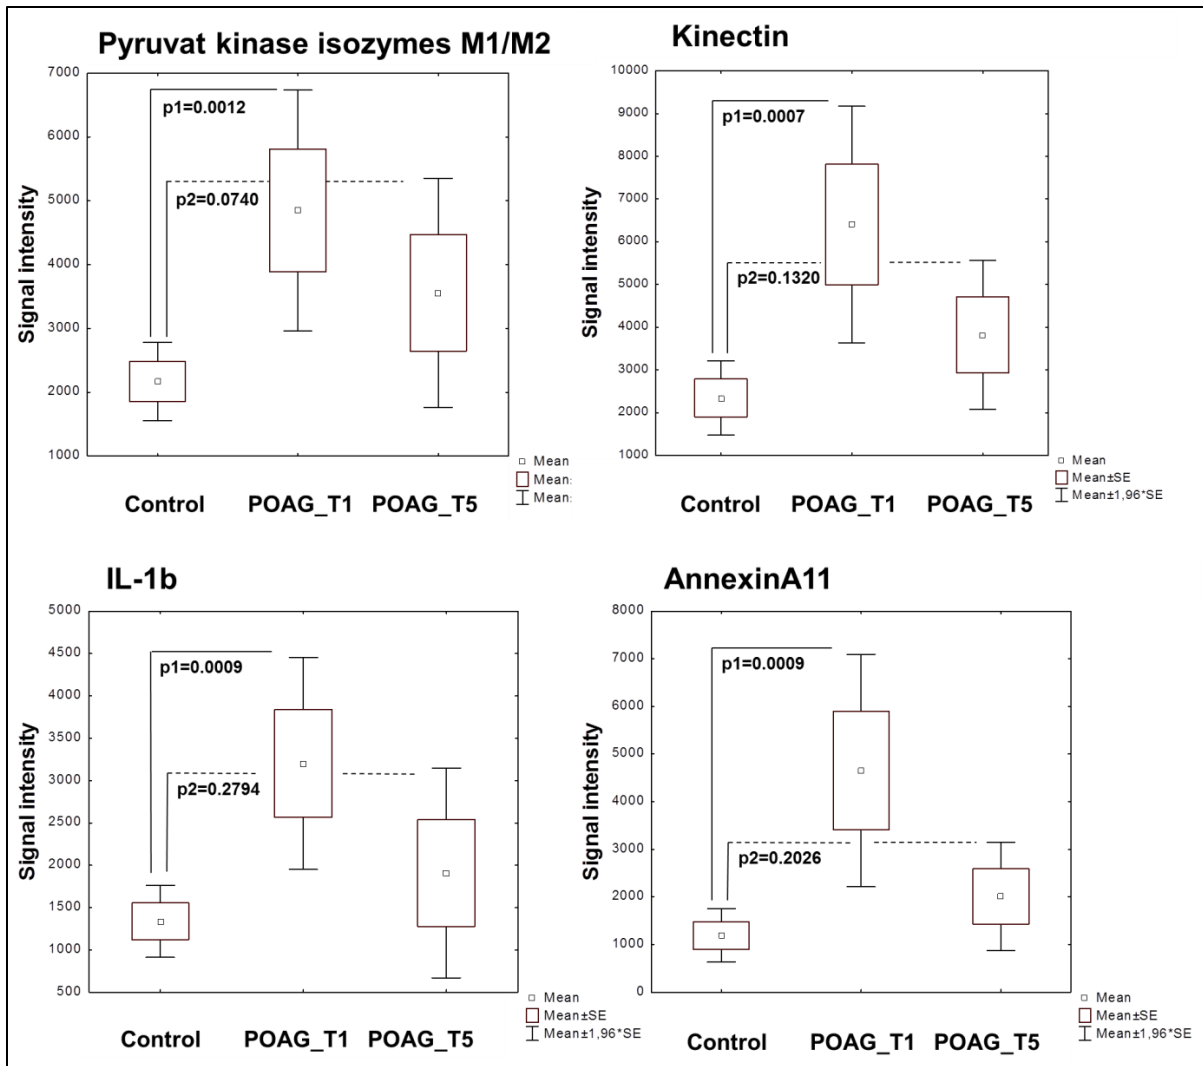 Pyruvat kinase isozymes M1/M2
7000
6000
5000
4000
3000
2000
1000
Signal intensity
p1=0.0012
p2=0.0740
Mean
Mean:
Mean:
Control POAG_T1 POAG_T5
Kinectin
10000
9000
8000
7000
6000
5000
4000
3000
2000
1000
Signal intensity
p1=0.0007
p2=0.1320
Mean
Mean±SE
Mean±1,96*SE
Control POAG_T1 POAG_T5
IL-1b
5000
4500
4000
3500
3000
2500
2000
1500
1000
500
Signal intensity
p1=0.0009
p2=0.2794
Mean
Mean±SE
Mean±1,96*SE
Control POAG_T1 POAG_T5
AnnexinA11
8000
7000
6000
5000
4000
3000
2000
1000
0
Signal intensity
p1=0.0009
p2=0.2026
Mean
Mean±SE
Mean±1,96*SE
Control POAG_T1 POAG_T5